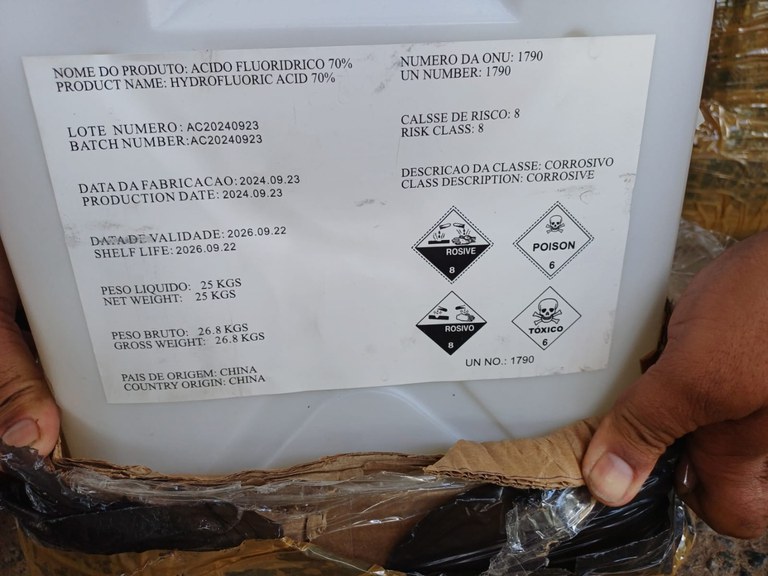 NOME DO PRODUTO: ACIDO FLUORIDRICO 70%
PRODUCT NAME: HYDROFLUORIC ACID 70%
LOTE NUMERO: AC20240923
BATCH NUMBER: AC20240923
DATA DA FABRICACAO: 2024.09.23
PRODUCTION DATE: 2024.09.23
DATA DE VALIDADE: 2026.09.22
SHELF LIFE: 2026.09.22
PESO LIQUIDO: 25 KGS
NET WEIGHT: 25 KGS
PESO BRUTO: 26.8 KGS
GROSS WEIGHT: 26.8 KGS
PAIS DE ORIGEM: CHINA
COUNTRY ORIGIN: CHINA
NUMERO DA ONU: 1790
UN NUMBER: 1790
CALSSE DE RISCO: 8
RISK CLASS: 8
DESCRICAO DA CLASSE: CORROSIVO
CLASS DESCRIPTION: CORROSIVE
ROSIVE
8
POISON
6
ROSIVO
8
TOXICO
6
UN NO.: 1790